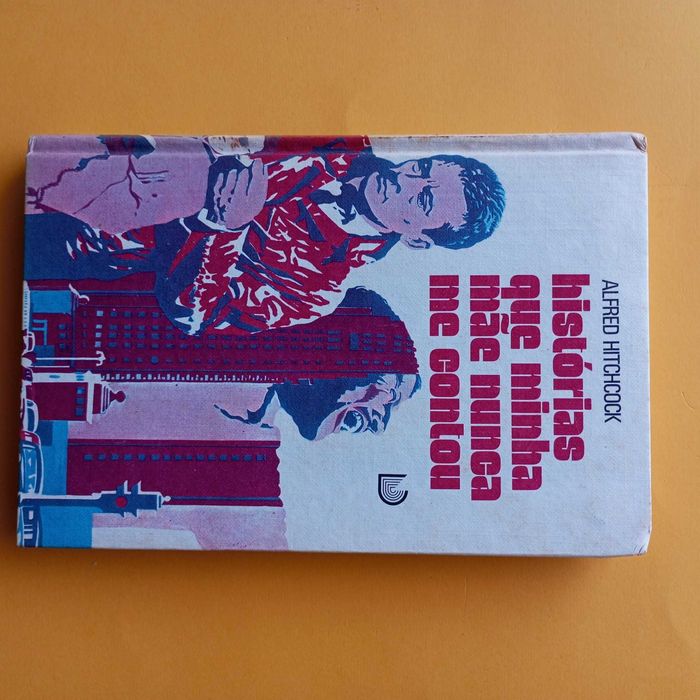 ALFRED HITCHCOCK
histórias
que minha
mãe nunca
me contou